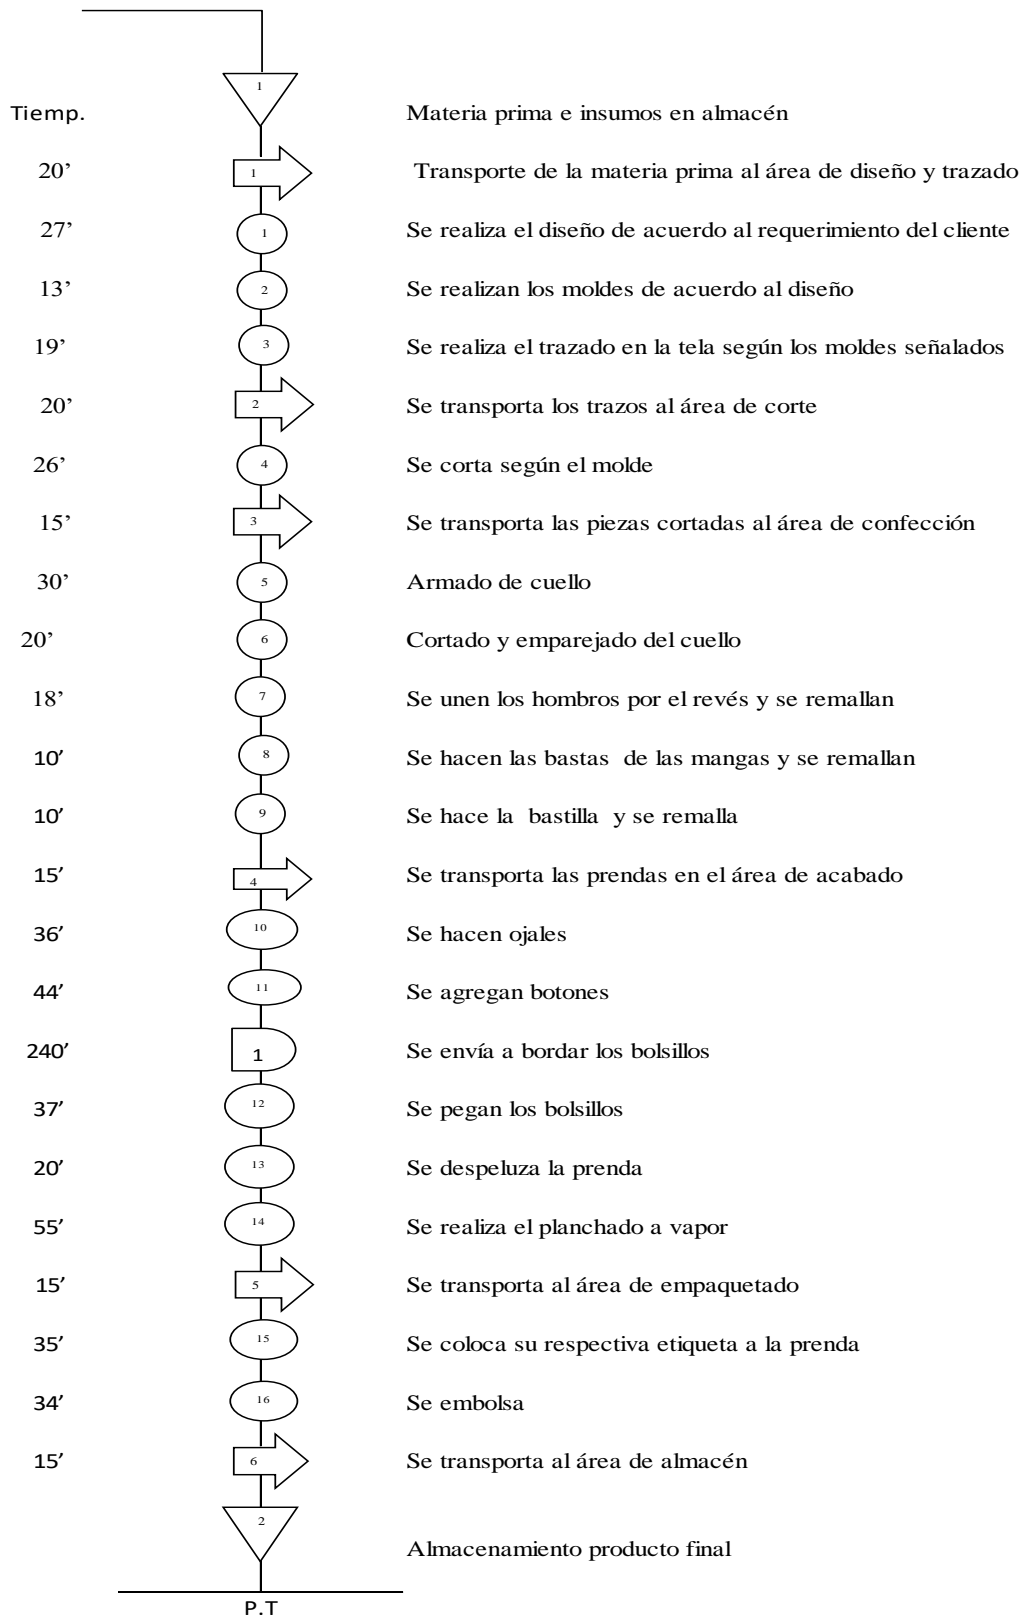 1
Tiemp. Materia prima e insumos en almacén
20’ 1 Transporte de la materia prima al área de diseño y trazado
27’ 1 Se realiza el diseño de acuerdo al requerimiento del cliente
13’ 2 Se realizan los moldes de acuerdo al diseño
19’ 3 Se realiza el trazado en la tela según los moldes señalados
20’ 2 Se transporta los trazos al área de corte
26’ 4 Se corta según el molde
15’ 3 Se transporta las piezas cortadas al área de confección
30’ 5 Armado de cuello
20’ 6 Cortado y emparejado del cuello
18’ 7 Se unen los hombros por el revés y se remallan
10’ 8 Se hacen las bastas de las mangas y se remallan
10’ 9 Se hace la bastilla y se remalla
15’ 4 Se transporta las prendas en el área de acabado
36’ 10 Se hacen ojales
44’ 11 Se agregan botones
240’ 1 Se envía a bordar los bolsillos
37’ 12 Se pegan los bolsillos
20’ 13 Se despeluza la prenda
55’ 14 Se realiza el planchado a vapor
15’ 5 Se transporta al área de empaquetado
35’ 15 Se coloca su respectiva etiqueta a la prenda
34’ 16 Se embolsa
15’ 6 Se transporta al área de almacén
2
Almacenamiento producto final
P.T